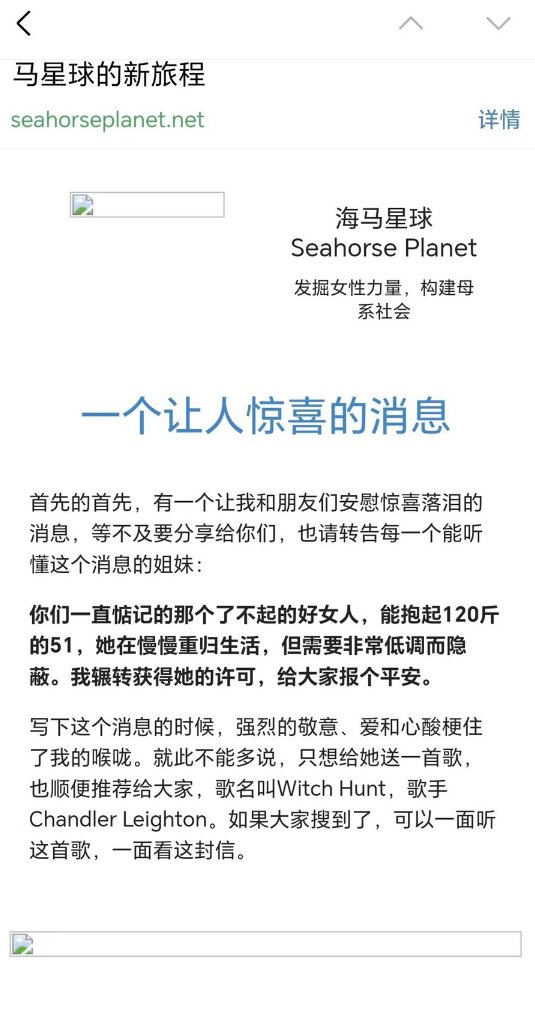 马星球的新旅程
seahorseplanet.net
详情
海马星球
Seahorse Planet
发掘女性力量，构建母
系社会
一个让人惊喜的消息
首先的首先，有一个让我和朋友们安慰惊喜落泪的
消息，等不及要分享给你们，也请转告每一个能听
懂这个消息的姐妹：
你们一直惦记的那个了不起的好女人，能抱起120斤
的51，她在慢慢重归生活，但需要非常低调而隐
蔽。我辗转获得她的许可，给大家报个平安。
写下这个消息的时候，强烈的敬意、爱和心酸梗住
了我的喉咙。就此不能多说，只想给她送一首歌，
也顺便推荐给大家，歌名叫Witch Hunt，歌手
Chandler Leighton。如果大家搜到了，可以一面听
这首歌，一面看这封信。